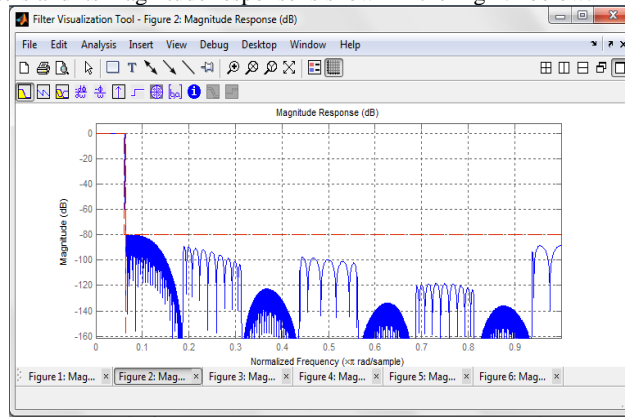 Filter Visualization Tool - Figure 2: Magnitude Response (dB)
File Edit Analysis Insert View Debug Desktop Window Help
Magnitude Response (dB)
Magnitude (dB)
0
-20
-40
-60
-80
-100
-120
-140
-160
0 0.1 0.2 0.3 0.4 0.5 0.6 0.7 0.8 0.9
Normalized Frequency (×π rad/sample)
Figure 1: Mag... × Figure 2: Mag... × Figure 3: Mag... × Figure 4: Mag... × Figure 5: Mag... × Figure 6: Mag... ×